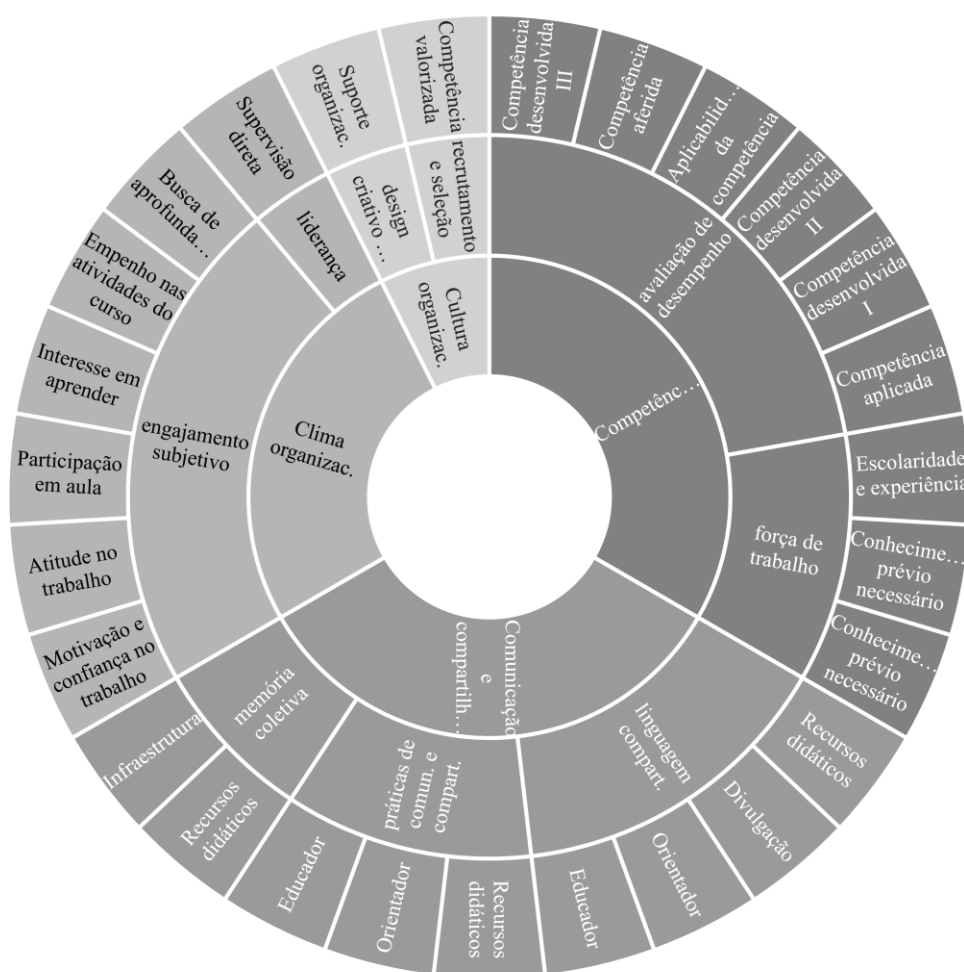 Competência
desenvolvida
III
Competência
aferida
Aplicabilid…
da
competência
Competência
desenvolvida
II
Competência
desenvolvida
I
Competência
aplicada
Escolaridade
e experiência
Conhecime…
prévio
necessário
Conhecime…
prévio
necessário
Recursos
didáticos
Divulgação
Orientador
Educador
Recursos
didáticos
Orientador
Educador
Recursos
didáticos
Infraestrutura
Motivação e
confiança no
trabalho
Atitude no
trabalho
Participação
em aula
Interesse em
aprender
Empenho nas
atividades do
curso
Busca de
aprofunda…
Supervisão
direta
Suporte
organizac.
Competência
valorizada
avaliação de
desempenho
força de
trabalho
linguagem
compart.
práticas de
comun. e
compart.
memória
coletiva
engajamento
subjetivo
liderança
design
criativo …
recrutamento
e seleção
Competênc…
Comunicação
e
compartilh…
Clima
organizac.
Cultura
organizac.